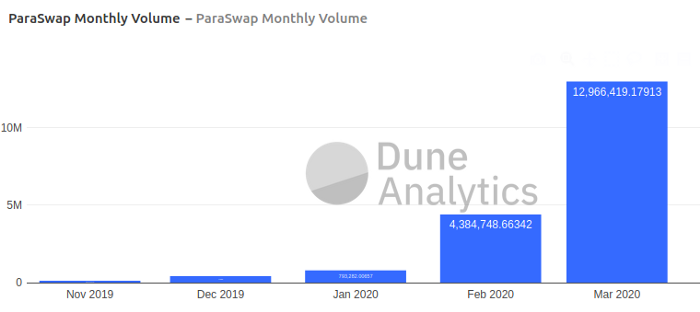 ParaSwap Monthly Volume – ParaSwap Monthly Volume
12,966,419.17913
10M
Dune
Analytics
5M
4,384,748.66342
0
Nov 2019
Dec 2019
Jan 2020
Feb 2020
Mar 2020